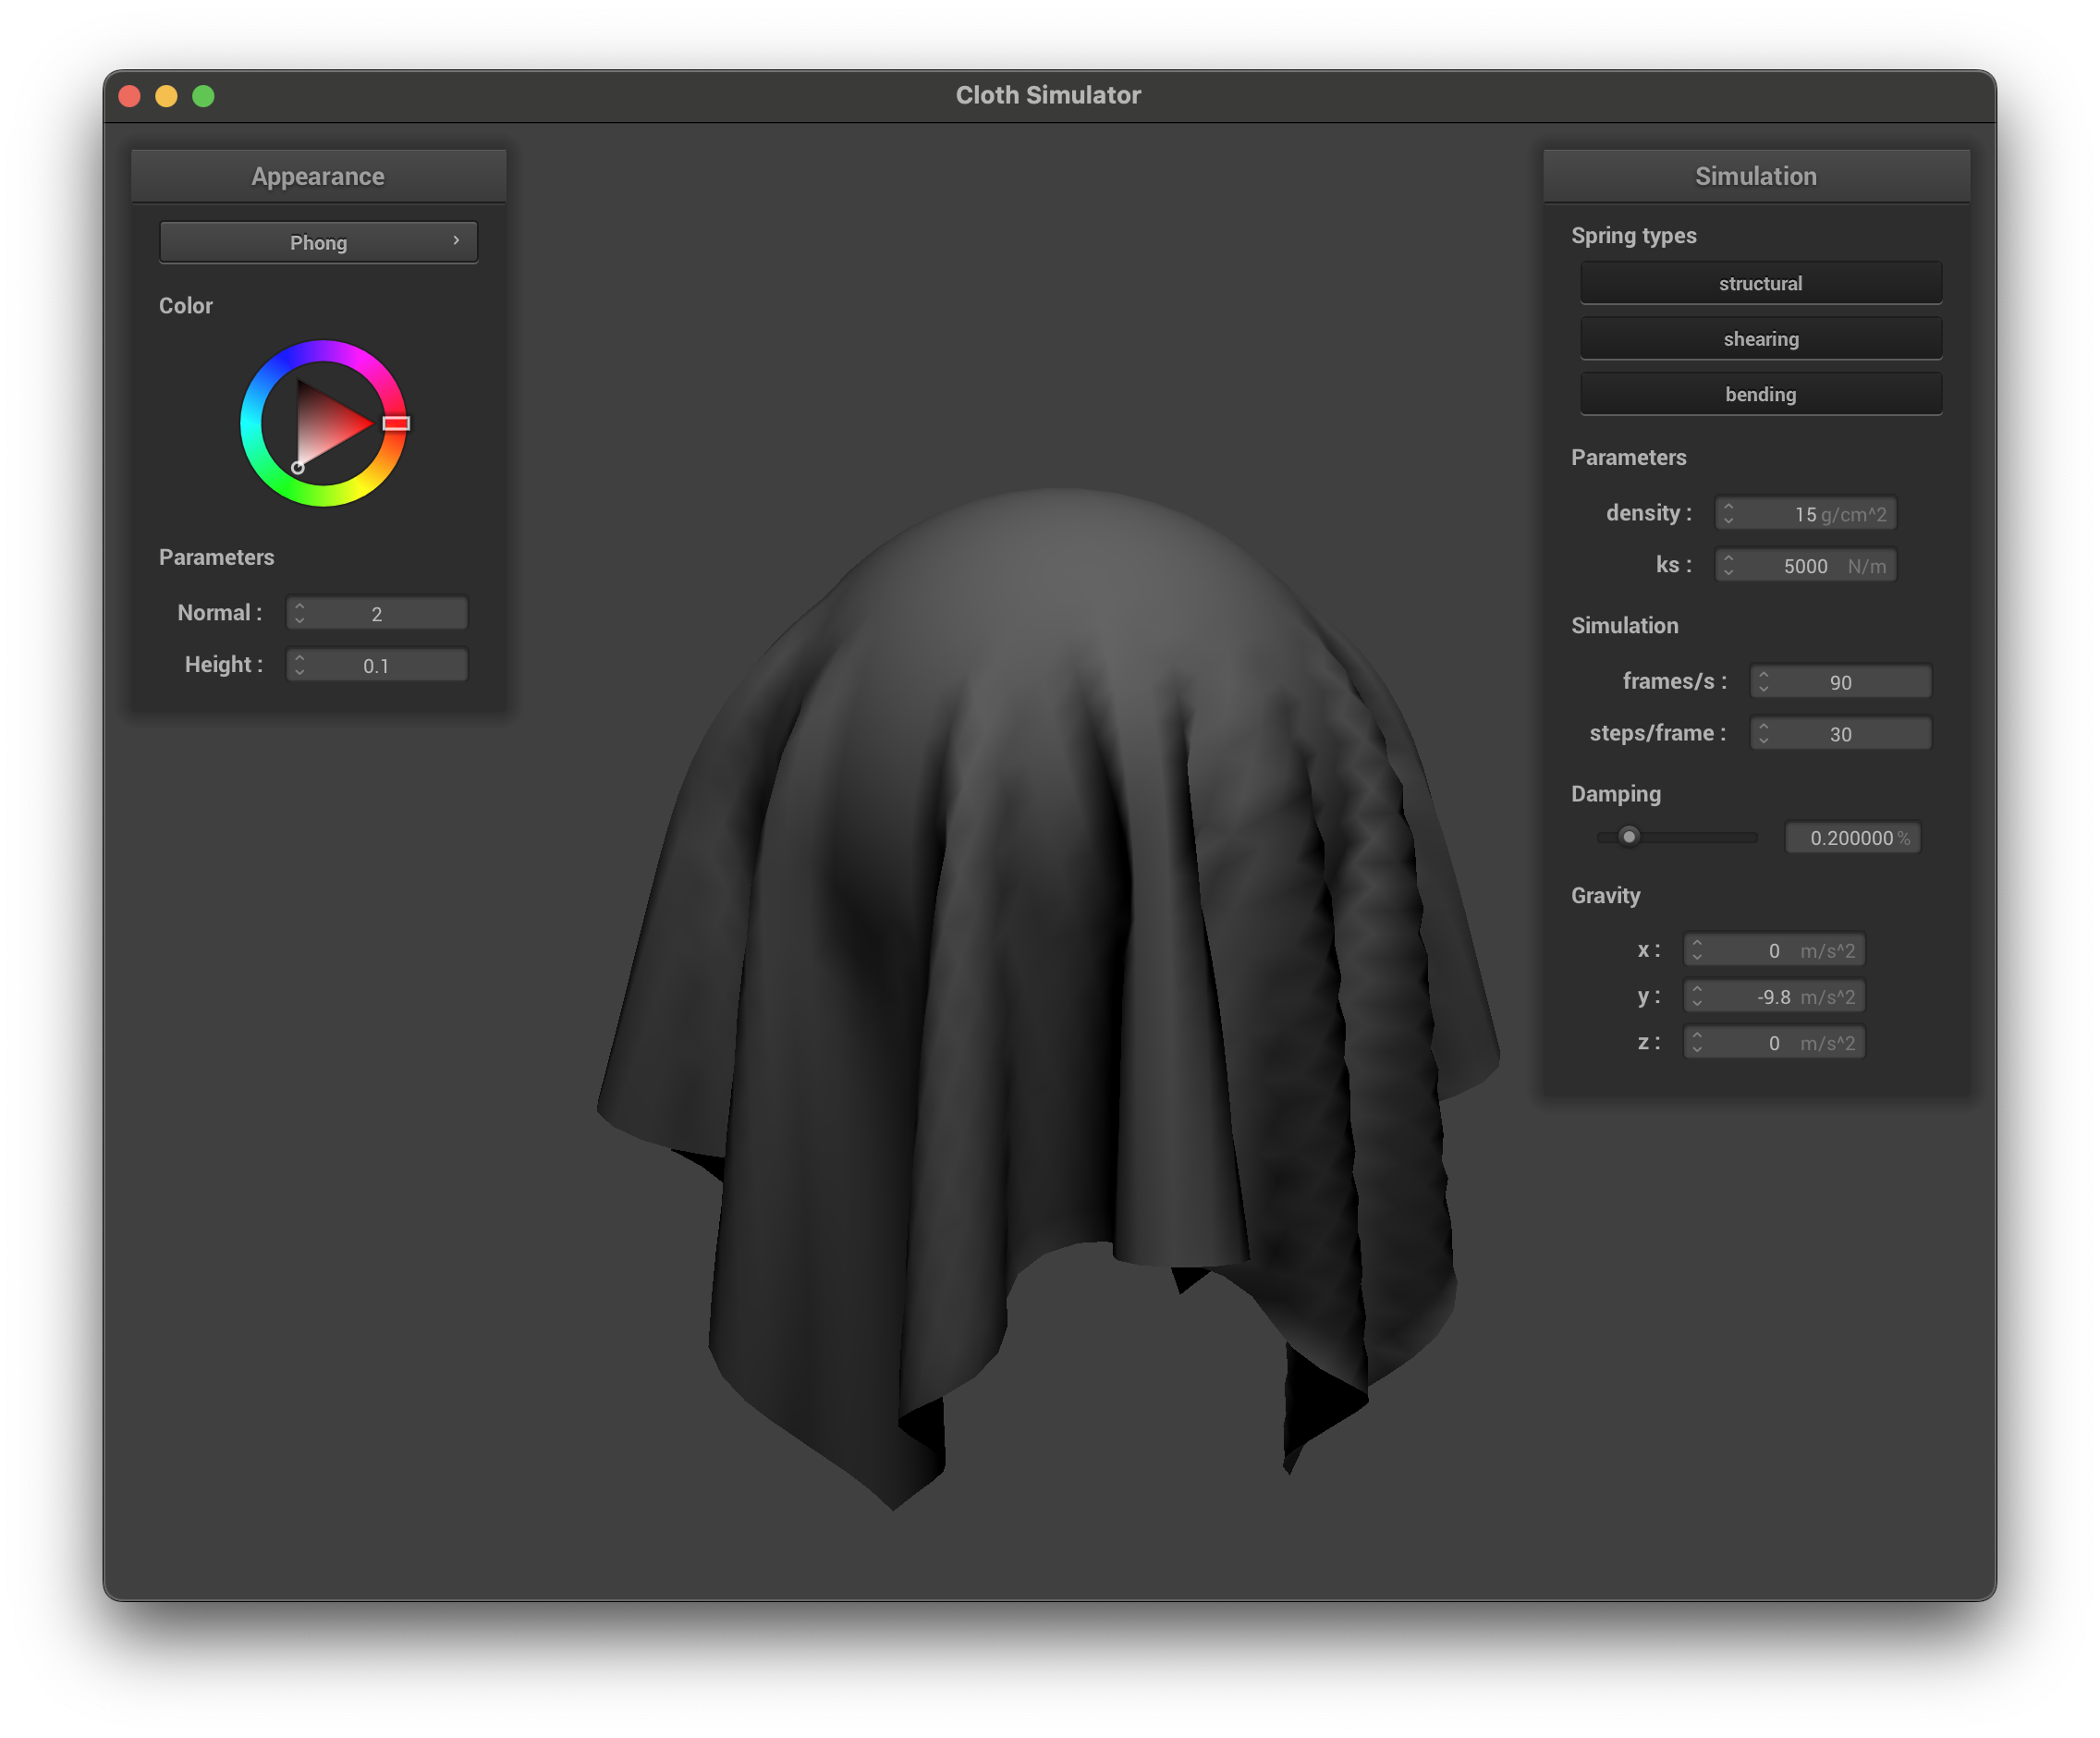 Cloth Simulator
Appearance
Phong
Color
Parameters
Normal : 2
Height : 0.1
Simulation
Spring types
structural
shearing
bending
Parameters
density : 15 g/cm^2
ks : 5000 N/m
Simulation
frames/s : 90
steps/frame : 30
Damping
0.200000 %
Gravity
x : 0 m/s^2
y : -9.8 m/s^2
z : 0 m/s^2